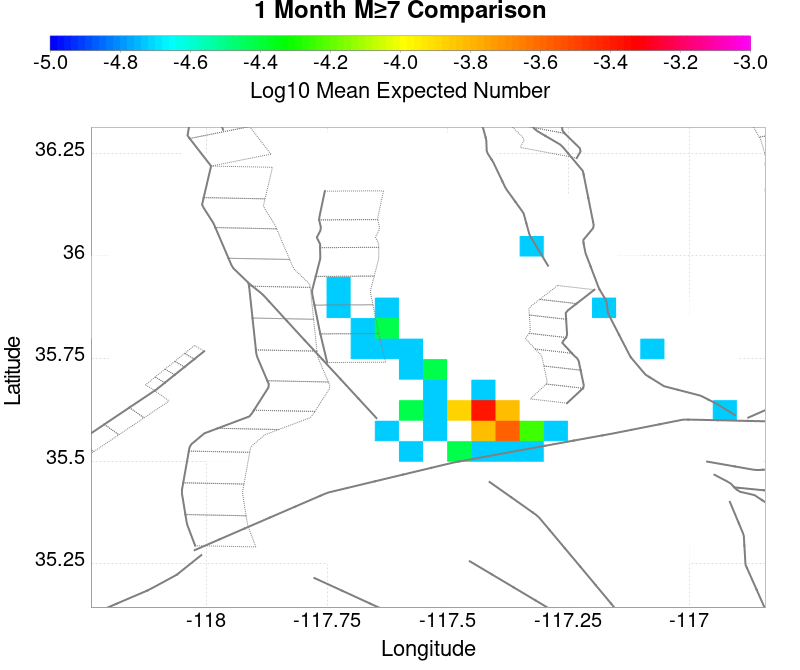 1 Month M≥7 Comparison
-5.0 -4.8 -4.6 -4.4 -4.2 -4.0 -3.8 -3.6 -3.4 -3.2 -3.0
Log10 Mean Expected Number
36.25
36
35.75
35.5
35.25
Latitude
-118 -117.75 -117.5 -117.25 -117
Longitude